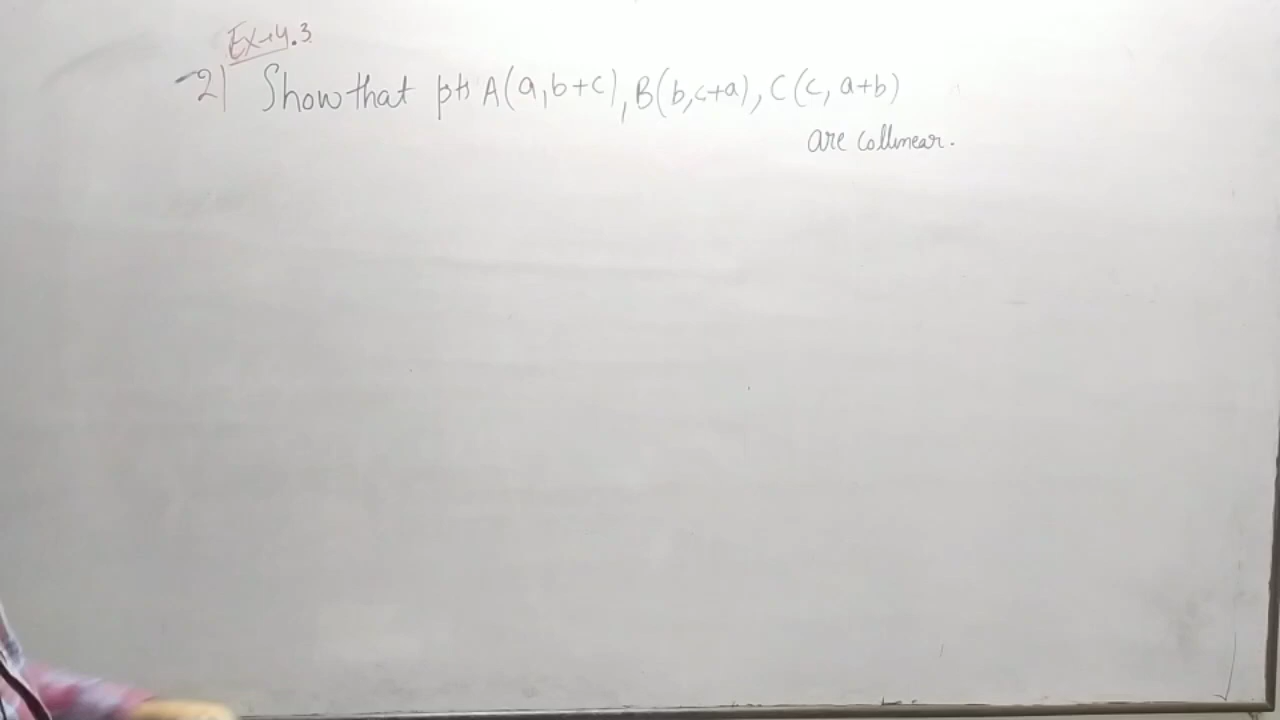 Ex-4.3
2) Show that pts A(a,b+c), B(b,c+a), C(c, a+b)
are collinear.